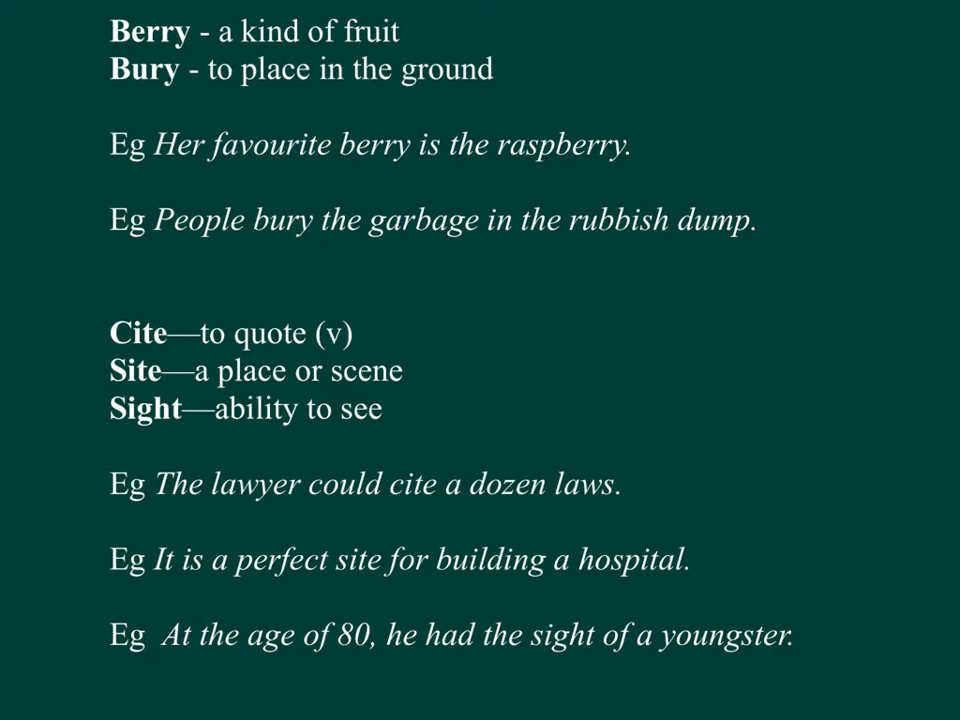 Berry - a kind of fruit
Bury - to place in the ground
Eg Her favourite berry is the raspberry.
Eg People bury the garbage in the rubbish dump.
Cite—to quote (v)
Site—a place or scene
Sight—ability to see
Eg The lawyer could cite a dozen laws.
Eg It is a perfect site for building a hospital.
Eg At the age of 80, he had the sight of a youngster.